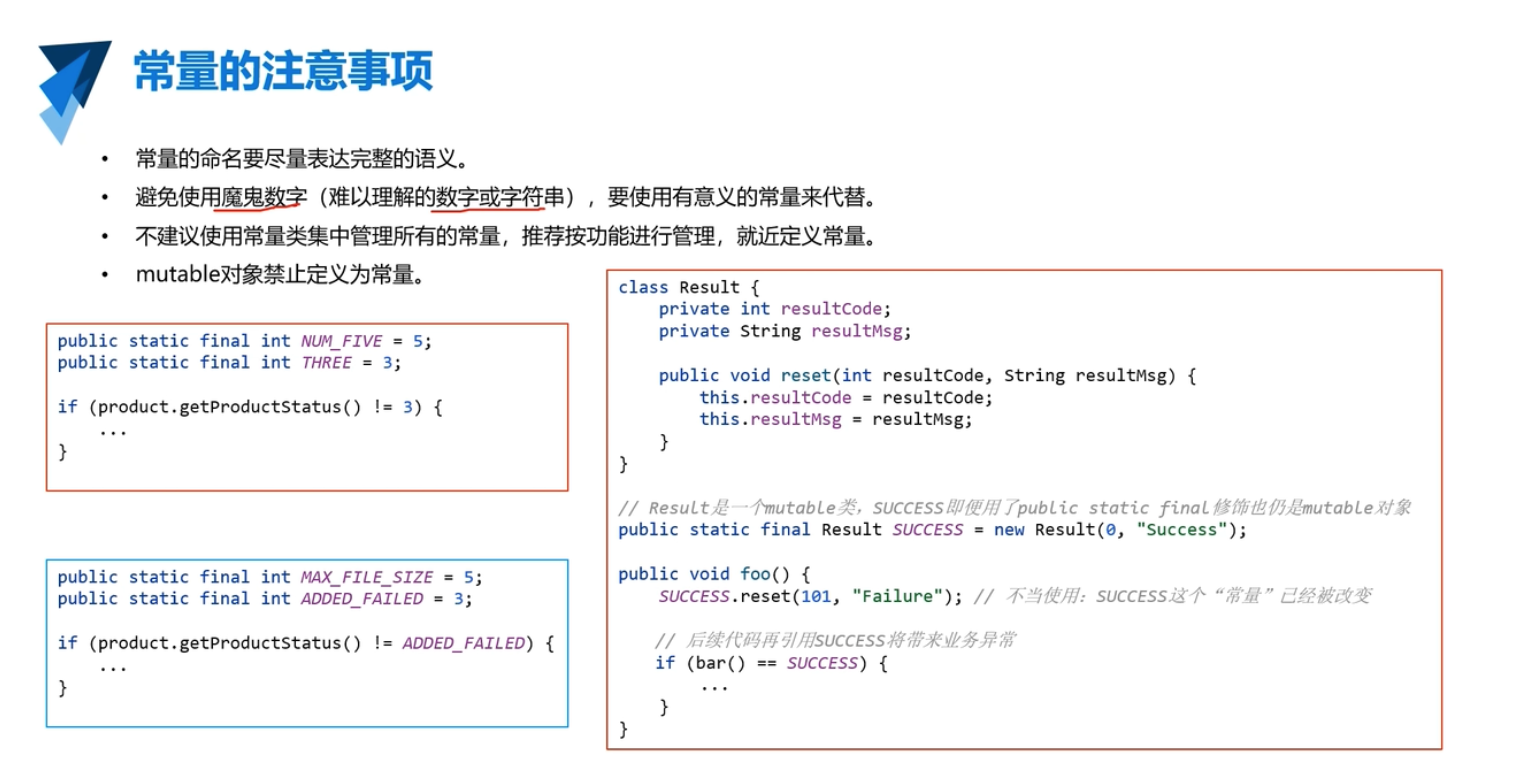 常量的注意事项
• 常量的命名要尽量表达完整的语义。
• 避免使用魔鬼数字（难以理解的数字或字符串），要使用有意义的常量来代替。
• 不建议使用常量类集中管理所有的常量，推荐按功能进行管理，就近定义常量。
• mutable对象禁止定义为常量。
public static final int NUM_FIVE = 5;
public static final int THREE = 3;
if (product.getProductStatus() != 3) {
...
}
public static final int MAX_FILE_SIZE = 5;
public static final int ADDED_FAILED = 3;
if (product.getProductStatus() != ADDED_FAILED) {
...
}
class Result {
private int resultCode;
private String resultMsg;
public void reset(int resultCode, String resultMsg) {
this.resultCode = resultCode;
this.resultMsg = resultMsg;
}
}
// Result是一个mutable类，SUCCESS即便用了public static final修饰也仍是mutable对象
public static final Result SUCCESS = new Result(0, "Success");
public void foo() {
SUCCESS.reset(101, "Failure"); // 不当使用：SUCCESS这个“常量”已经被改变
// 后续代码再引用SUCCESS将带来业务异常
if (bar() == SUCCESS) {
...
}
}